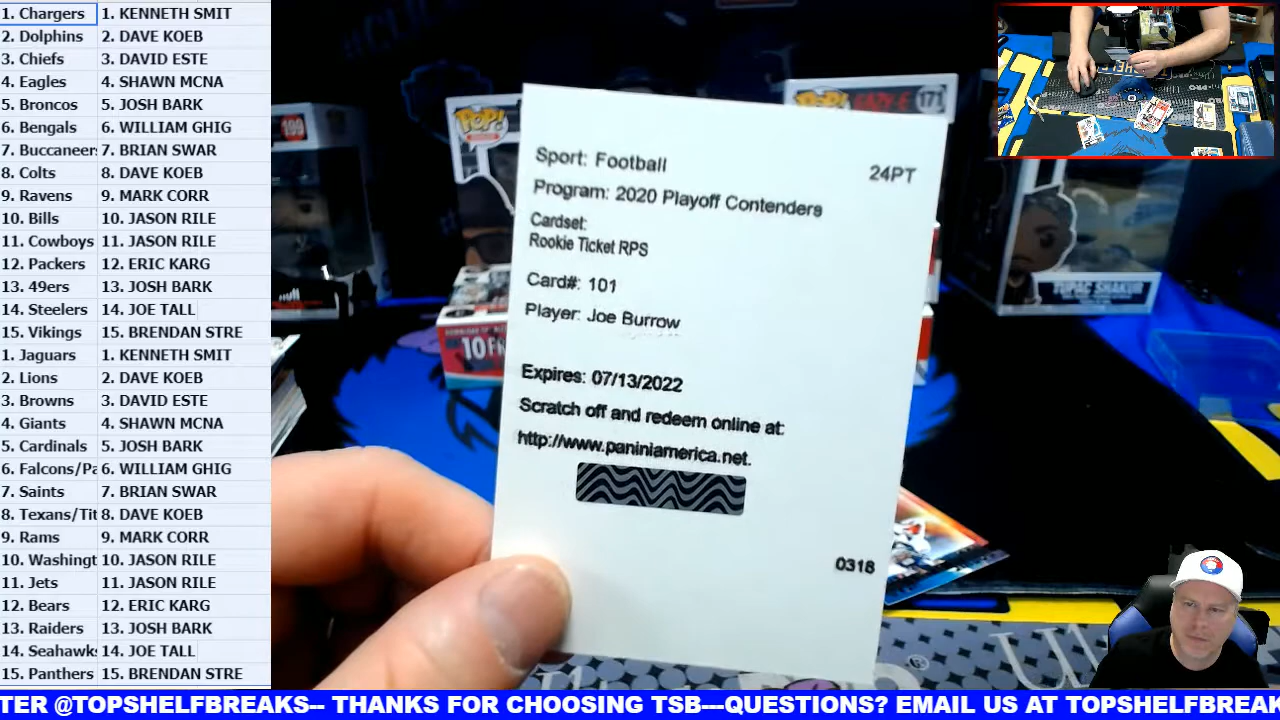 1. Chargers 1. KENNETH SMIT
2. Dolphins 2. DAVE KOEB
3. Chiefs 3. DAVID ESTE
4. Eagles 4. SHAWN MCNA
5. Broncos 5. JOSH BARK
6. Bengals 6. WILLIAM GHIG
7. Buccaneers 7. BRIAN SWAR
8. Colts 8. DAVE KOEB
9. Ravens 9. MARK CORR
10. Bills 10. JASON RILE
11. Cowboys 11. JASON RILE
12. Packers 12. ERIC KARG
13. 49ers 13. JOSH BARK
14. Steelers 14. JOE TALL
15. Vikings 15. BRENDAN STRE
1. Jaguars 1. KENNETH SMIT
2. Lions 2. DAVE KOEB
3. Browns 3. DAVID ESTE
4. Giants 4. SHAWN MCNA
5. Cardinals 5. JOSH BARK
6. Falcons/Pa 6. WILLIAM GHIG
7. Saints 7. BRIAN SWAR
8. Texans/Tit 8. DAVE KOEB
9. Rams 9. MARK CORR
10. Washingt 10. JASON RILE
11. Jets 11. JASON RILE
12. Bears 12. ERIC KARG
13. Raiders 13. JOSH BARK
14. Seahawks 14. JOE TALL
15. Panthers 15. BRENDAN STRE
Sport: Football
24PT
Program: 2020 Playoff Contenders
Cardset:
Rookie Ticket RPS
Card#: 101
Player: Joe Burrow
Expires: 07/13/2022
Scratch off and redeem online at:
http://www.paniniamerica.net.
0318
POP!
POP! EAZY-E 171
199
TUPAC SHAKUR
10
TER @TOPSHELFBREAKS-- THANKS FOR CHOOSING TSB---QUESTIONS? EMAIL US AT TOPSHELFBREAK